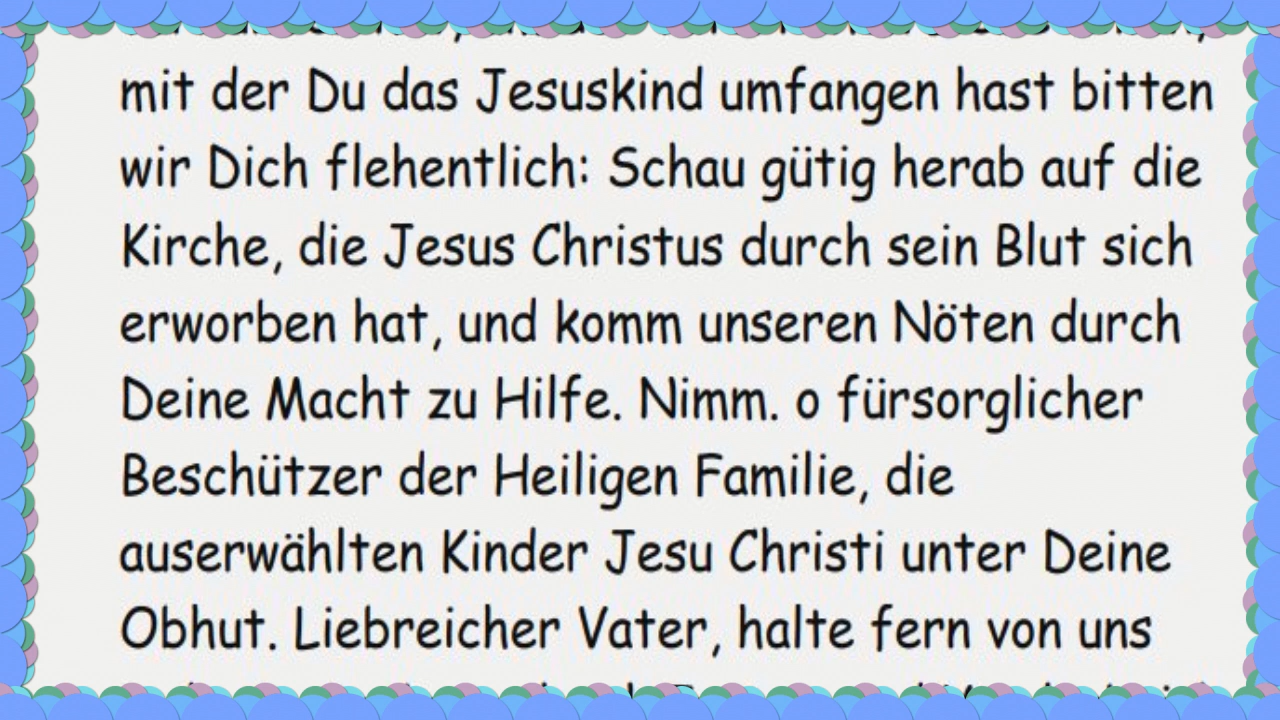 mit der Du das Jesuskind umfangen hast bitten
wir Dich flehentlich: Schau gütig herab auf die
Kirche, die Jesus Christus durch sein Blut sich
erworben hat, und komm unseren Nöten durch
Deine Macht zu Hilfe. Nimm. o fürsorglicher
Beschützer der Heiligen Familie, die
auserwählten Kinder Jesu Christi unter Deine
Obhut. Liebreicher Vater, halte fern von uns